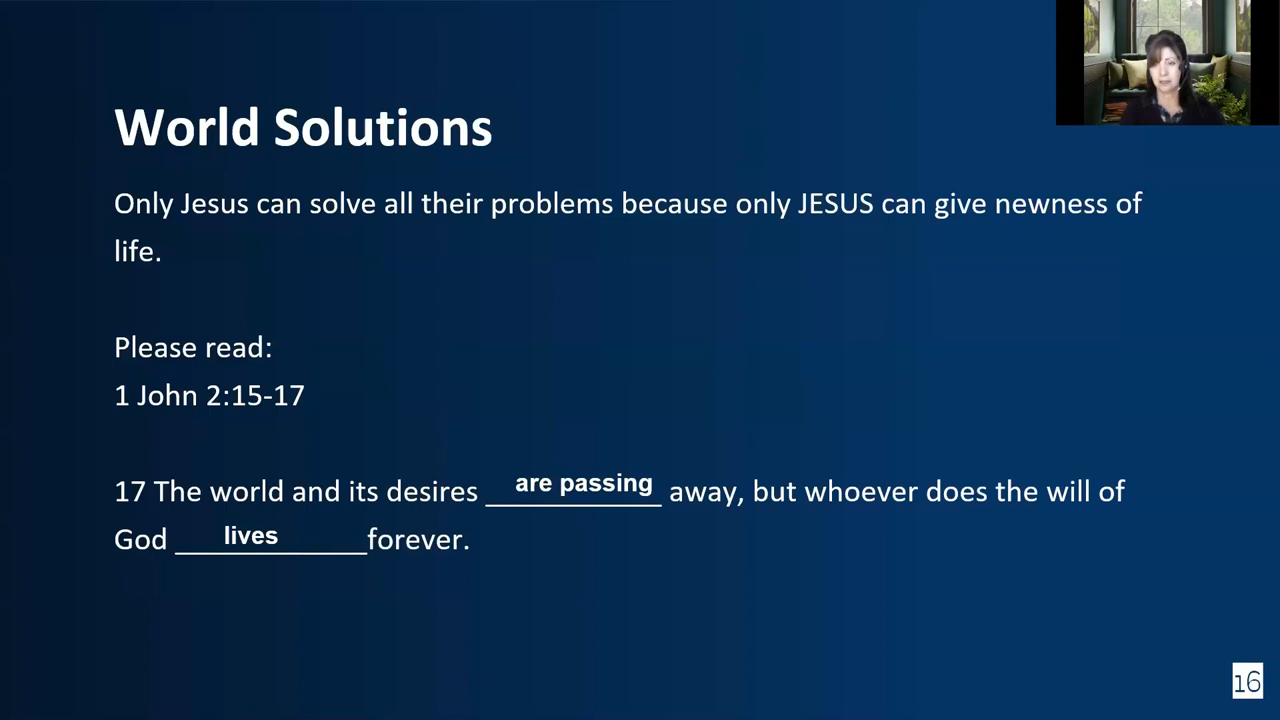 World Solutions
Only Jesus can solve all their problems because only JESUS can give newness of
life.
Please read:
1 John 2:15-17
17 The world and its desires are passing away, but whoever does the will of
God lives forever.
16